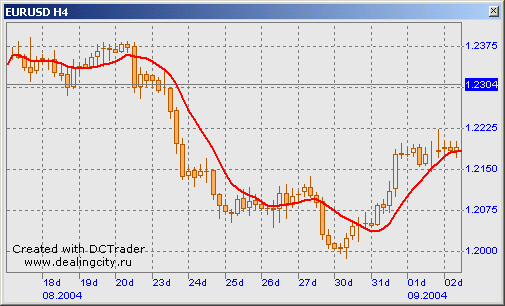 EURUSD H4
1.2375
1.2304
1.2225
1.2150
1.2075
1.2000
Created with DCTrader
www.dealingcity.ru
18d 19d 20d 23d 24d 25d 26d 27d 30d 31d 01d 02d
08.2004 09.2004